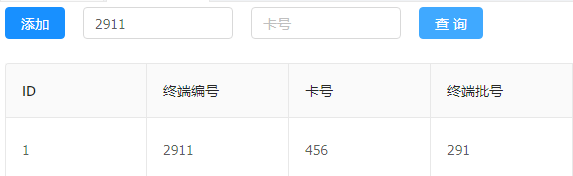 添加 2911 卡号 查 询
ID 终端编号 卡号 终端批号
1 2911 456 291